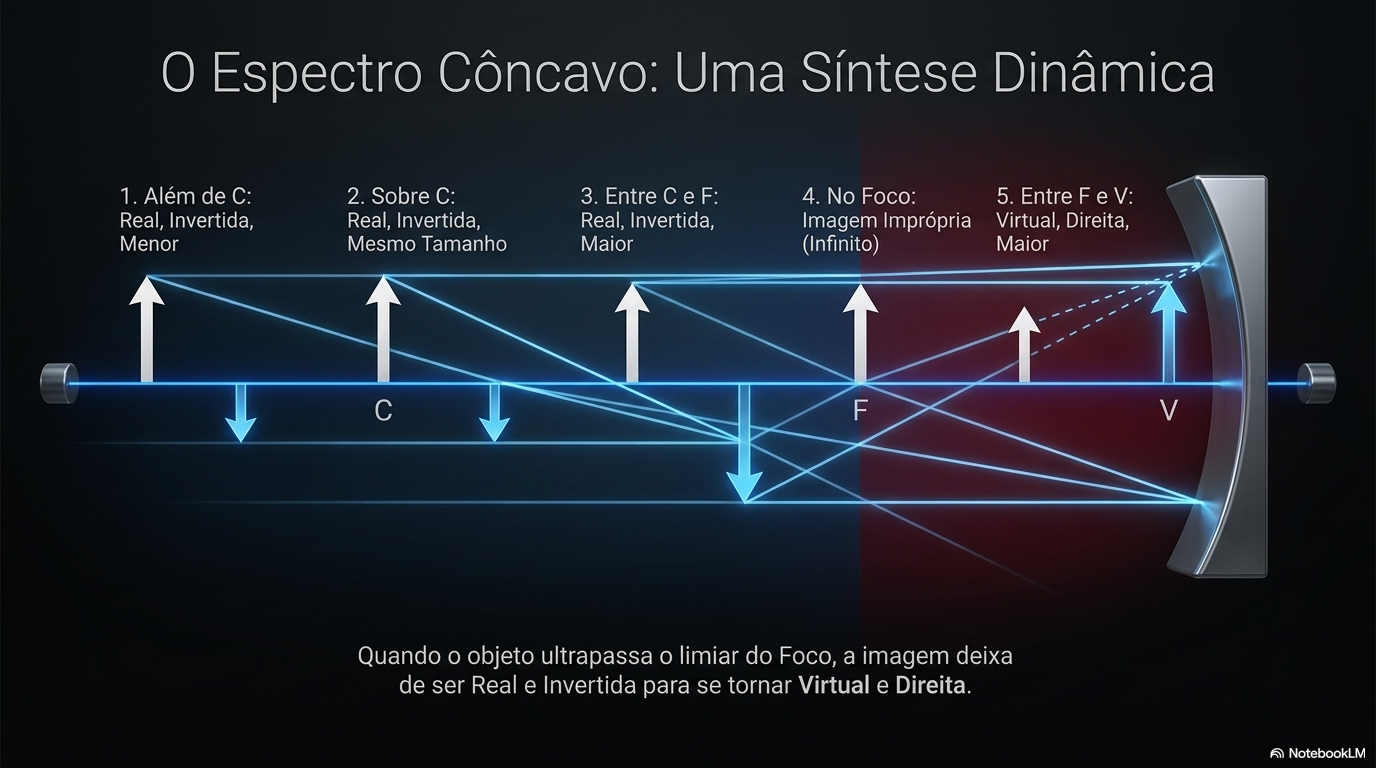 O Espectro Côncavo: Uma Síntese Dinâmica
1. Além de C:
Real, Invertida,
Menor
2. Sobre C:
Real, Invertida,
Mesmo Tamanho
3. Entre C e F:
Real, Invertida,
Maior
4. No Foco:
Imagem Imprópria
(Infinito)
5. Entre F e V:
Virtual, Direita,
Maior
C
F
V
Quando o objeto ultrapassa o limiar do Foco, a imagem deixa
de ser Real e Invertida para se tornar Virtual e Direita.
NotebookLM